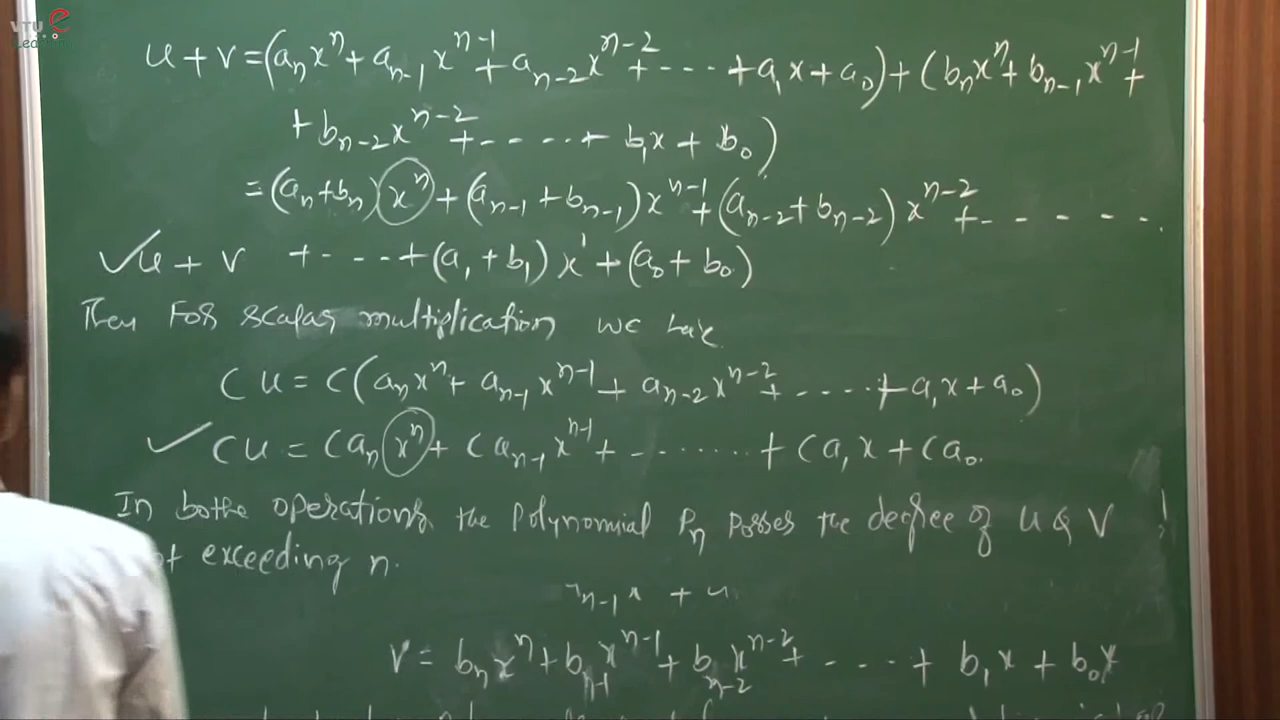 VTU e
Learning
u + v = (aₙxⁿ + aₙ₋₁xⁿ⁻¹ + aₙ₋₂xⁿ⁻² + ---- + a₁x + a₀) + (bₙxⁿ + bₙ₋₁xⁿ⁻¹ +
+ bₙ₋₂xⁿ⁻² + ----- + b₁x + b₀)
= (aₙ+bₙ) xⁿ + (aₙ₋₁ + bₙ₋₁)xⁿ⁻¹ + (aₙ₋₂ + bₙ₋₂) xⁿ⁻² + - - - - - .
✓u + v + ---- + (a₁ + b₁) x¹ + (a₀ + b₀)
Then For scalar multiplication we have
Cu = C(aₙxⁿ + aₙ₋₁xⁿ⁻¹ + aₙ₋₂xⁿ⁻² + ..... + a₁x + a₀)
✓ Cu = Caₙ xⁿ + Caₙ₋₁xⁿ⁻¹ + -....... + Ca₁x + Ca₀.
In bothe operations, the polynomial Pₙ posses the degree of u & v
exceeding n.
ₙ₋₁x + u
V = bₙxⁿ + bₙ₋₁xⁿ⁻¹ + bₙ₋₂xⁿ⁻² + ---- + b₁x + b₀x